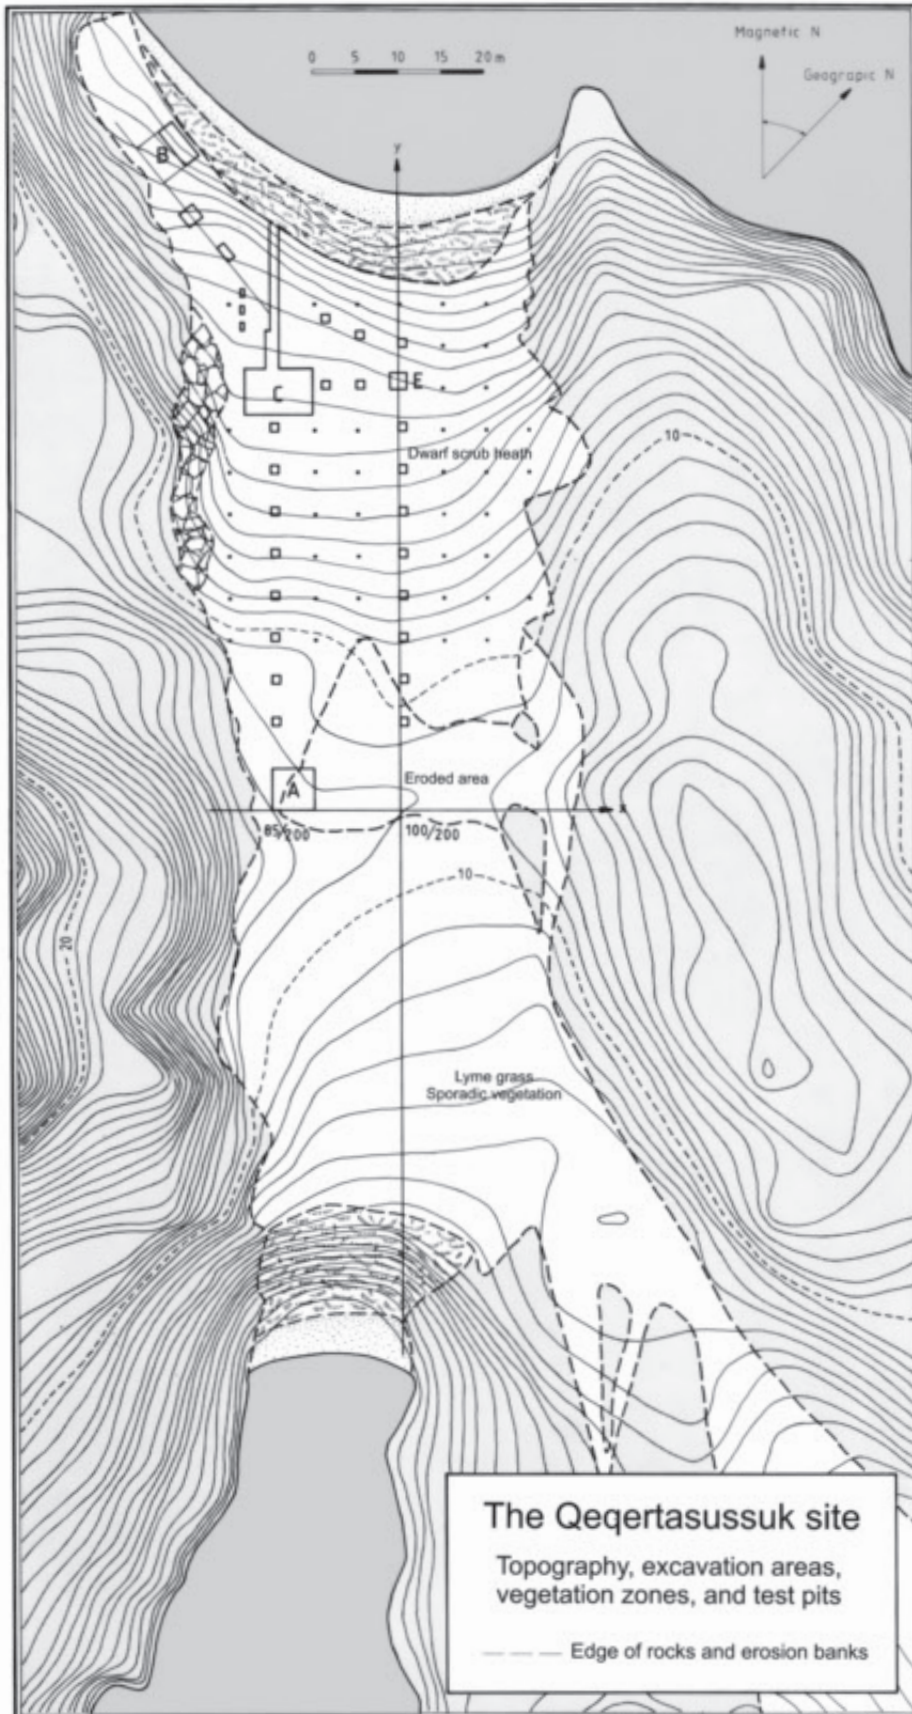 Magnetic N
Geograpic N
0 5 10 15 20 m
y
B
C
E
10
Dwarf scrub heath
Eroded area
A
x
85/200
100/200
10
20
Lyme grass
Sporadic vegetation
The Qeqertasussuk site
Topography, excavation areas,
vegetation zones, and test pits
Edge of rocks and erosion banks